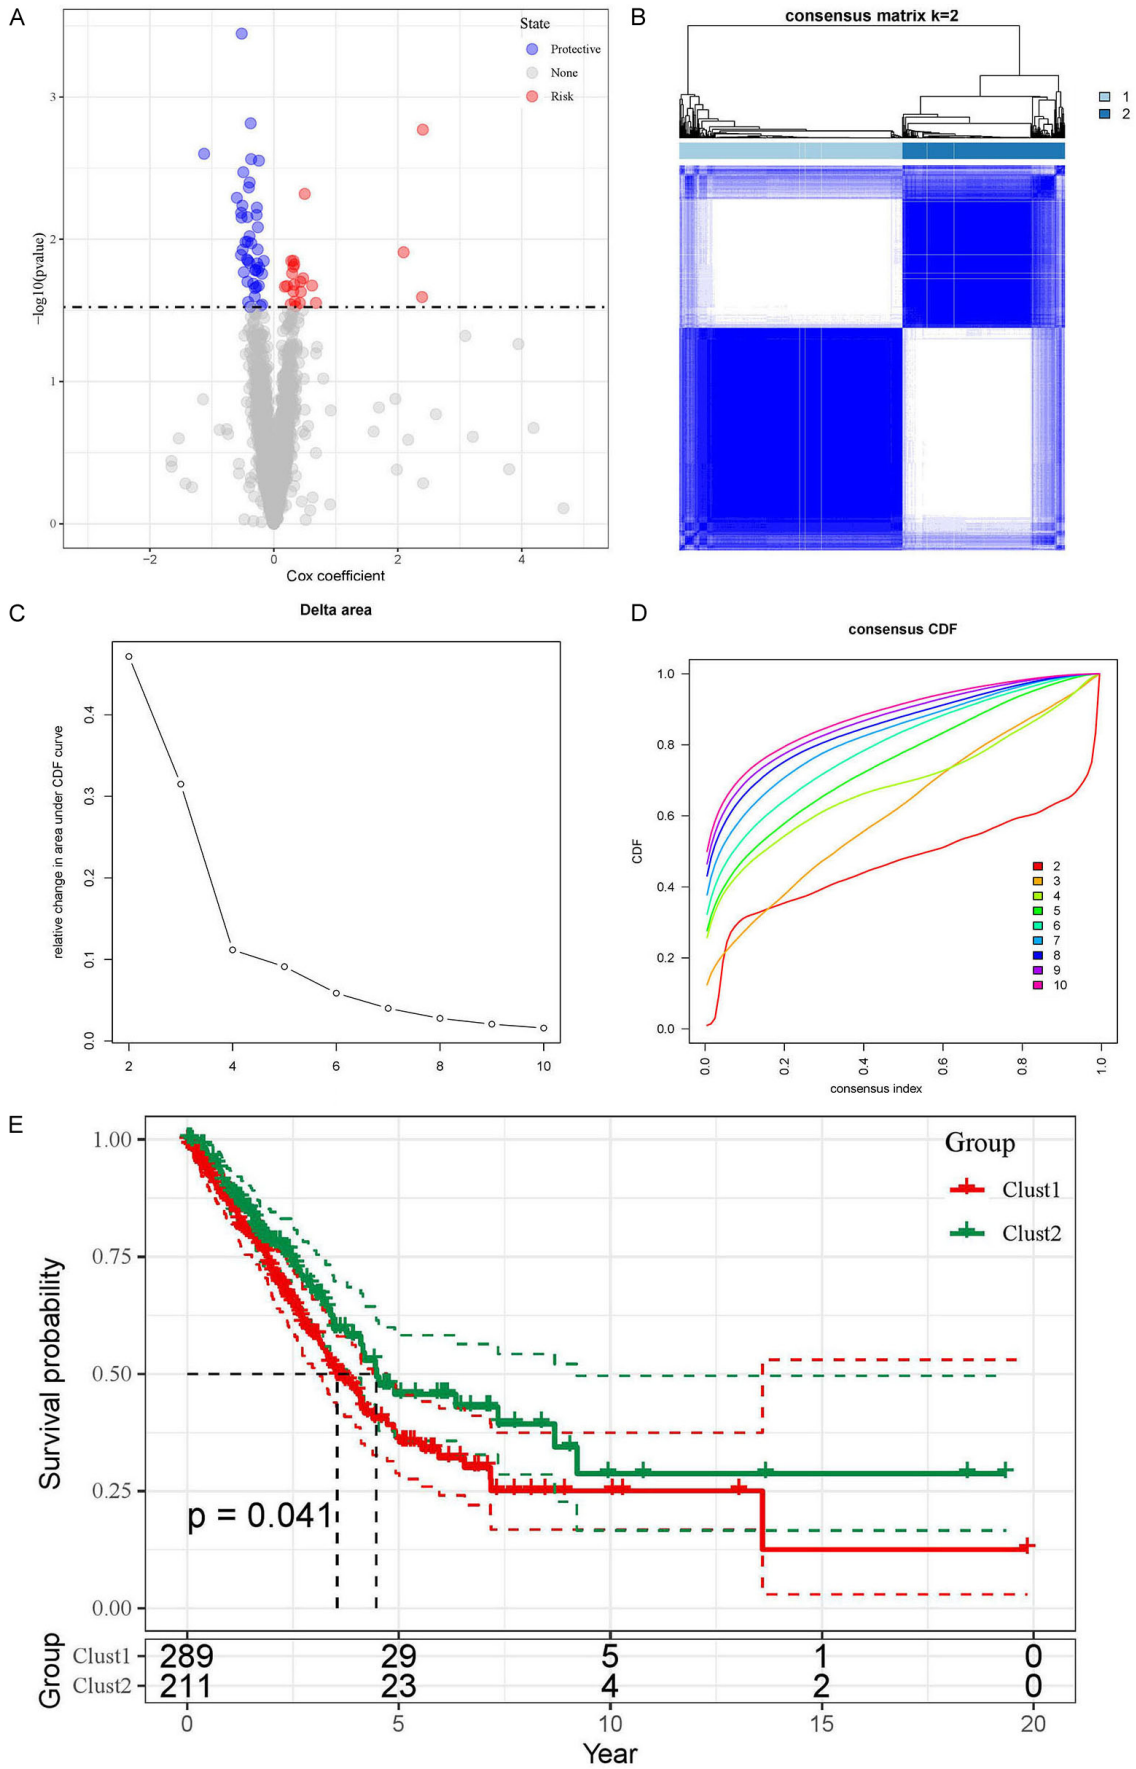 A
State
Protective
None
Risk
3
2
1
0
−log10(pvalue)
−2 0 2 4
Cox coefficient
B
consensus matrix k=2
1
2
C
Delta area
relative change in area under CDF curve
0.4
0.3
0.2
0.1
0.0
2 4 6 8 10
D
consensus CDF
CDF
1.0
0.8
0.6
0.4
0.2
0.0
2
3
4
5
6
7
8
9
10
0.0 0.2 0.4 0.6 0.8 1.0
consensus index
E
Survival probability
1.00
0.75
0.50
0.25
0.00
Group
Clust1
Clust2
p = 0.041
Group
Clust1 289 29 5 1 0
Clust2 211 23 4 2 0
0 5 10 15 20
Year